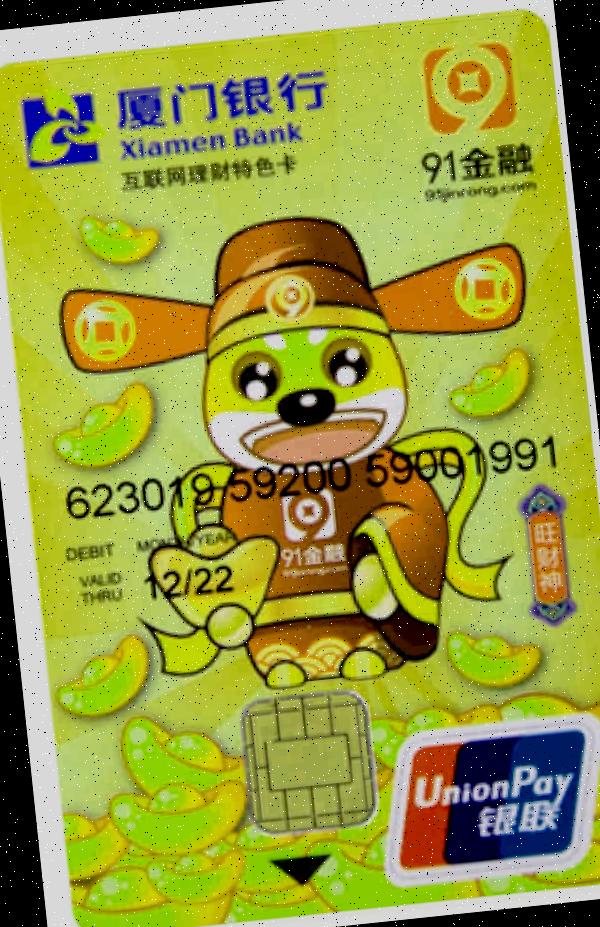 厦门银行
Xiamen Bank
互联网理财特色卡
91金融
91jinrong.com
623019 59200 59001991
DEBIT MONTH/YEAR
VALID THRU 12/22
91金融
旺财神
UnionPay
银联